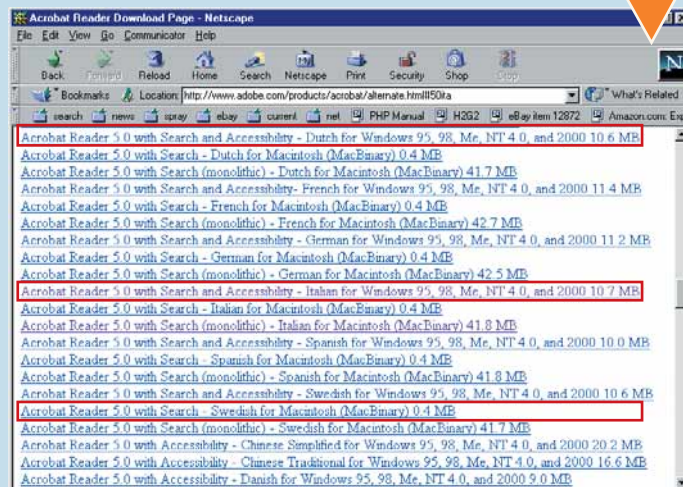 Acrobat Reader Download Page - Netscape
File Edit View Go Communicator Help
Back Forward Reload Home Search Netscape Print Security Shop Stop
N
Bookmarks Location: http://www.adobe.com/products/acrobat/alternate.html#50ita What's Related
search news spray ebay current net PHP Manual H2G2 eBay item 12872 Amazon.com: Exp
Acrobat Reader 5.0 with Search and Accessibility - Dutch for Windows 95, 98, Me, NT 4.0, and 2000 10.6 MB
Acrobat Reader 5.0 with Search - Dutch for Macintosh (MacBinary) 0.4 MB
Acrobat Reader 5.0 with Search (monolithic) - Dutch for Macintosh (MacBinary) 41.7 MB
Acrobat Reader 5.0 with Search and Accessibility- French for Windows 95, 98, Me, NT 4.0, and 2000 11.4 MB
Acrobat Reader 5.0 with Search - French for Macintosh (MacBinary) 0.4 MB
Acrobat Reader 5.0 with Search (monolithic) - French for Macintosh (MacBinary) 42.7 MB
Acrobat Reader 5.0 with Search and Accessibility - German for Windows 95, 98, Me, NT 4.0, and 2000 11.2 MB
Acrobat Reader 5.0 with Search - German for Macintosh (MacBinary) 0.4 MB
Acrobat Reader 5.0 with Search (monolithic) - German for Macintosh (MacBinary) 42.5 MB
Acrobat Reader 5.0 with Search and Accessibility - Italian for Windows 95, 98, Me, NT 4.0, and 2000 10.7 MB
Acrobat Reader 5.0 with Search - Italian for Macintosh (MacBinary) 0.4 MB
Acrobat Reader 5.0 with Search (monolithic) - Italian for Macintosh (MacBinary) 41.8 MB
Acrobat Reader 5.0 with Search and Accessibility - Spanish for Windows 95, 98, Me, NT 4.0, and 2000 10.0 MB
Acrobat Reader 5.0 with Search - Spanish for Macintosh (MacBinary) 0.4 MB
Acrobat Reader 5.0 with Search (monolithic) - Spanish for Macintosh (MacBinary) 41.8 MB
Acrobat Reader 5.0 with Search and Accessibility - Swedish for Windows 95, 98, Me, NT 4.0, and 2000 10.6 MB
Acrobat Reader 5.0 with Search - Swedish for Macintosh (MacBinary) 0.4 MB
Acrobat Reader 5.0 with Search (monolithic) - Swedish for Macintosh (MacBinary) 41.7 MB
Acrobat Reader 5.0 with Accessibility - Chinese Simplified for Windows 95, 98, Me, NT 4.0, and 2000 20.2 MB
Acrobat Reader 5.0 with Accessibility - Chinese Traditional for Windows 95, 98, Me, NT 4.0, and 2000 16.6 MB
Acrobat Reader 5.0 with Accessibility - Danish for Windows 95, 98, Me, NT 4.0, and 2000 9.0 MB